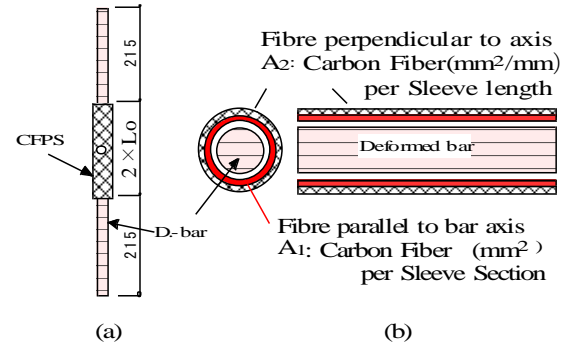 215
CFPS
2×Lo
215
D.-bar
(a)
Fibre perpendicular to axis
A2: Carbon Fiber(mm²/mm)
per Sleeve length
Deformed bar
Fibre parallel to bar axis
A1: Carbon Fiber (mm²)
per Sleeve Section
(b)